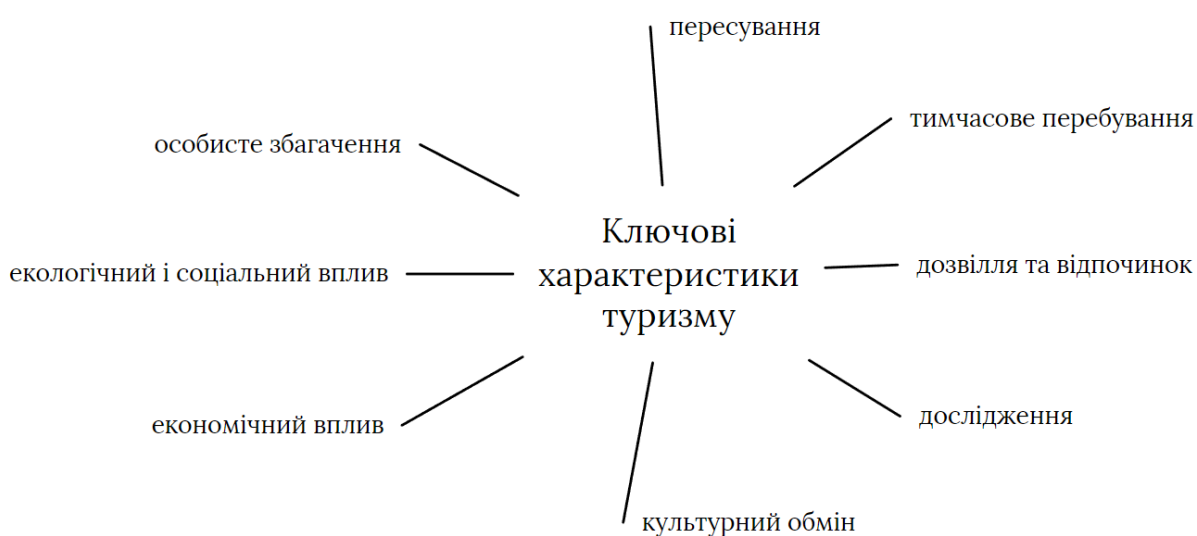 пересування
тимчасове перебування
особисте збагачення
Ключові
характеристики
туризму
екологічний і соціальний вплив
дозвілля та відпочинок
економічний вплив
дослідження
культурний обмін